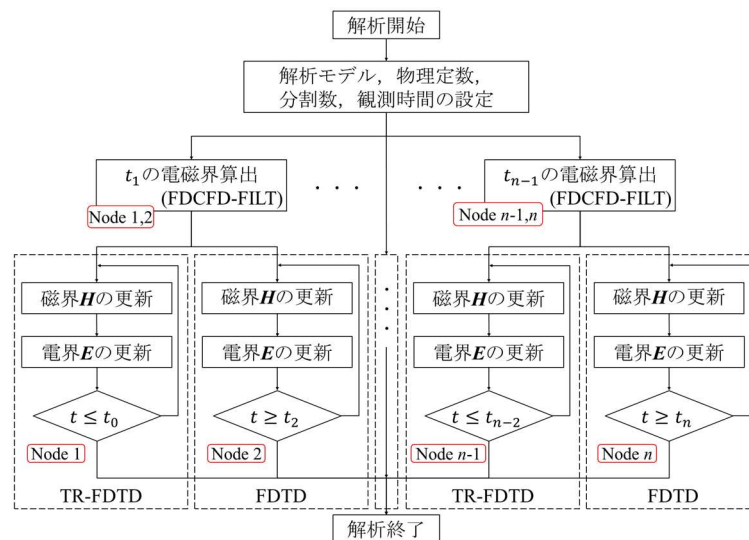 解析開始
解析モデル，物理定数，
分割数，観測時間の設定
t₁の電磁界算出
(FDCFD-FILT)
Node 1,2
· · ·
· · ·
tₙ₋₁の電磁界算出
(FDCFD-FILT)
Node n-1,n
磁界Hの更新
電界Eの更新
t ≤ t₀
Node 1
TR-FDTD
磁界Hの更新
電界Eの更新
t ≥ t₂
Node 2
FDTD
磁界Hの更新
電界Eの更新
t ≤ tₙ₋₂
Node n-1
TR-FDTD
磁界Hの更新
電界Eの更新
t ≥ tₙ
Node n
FDTD
解析終了